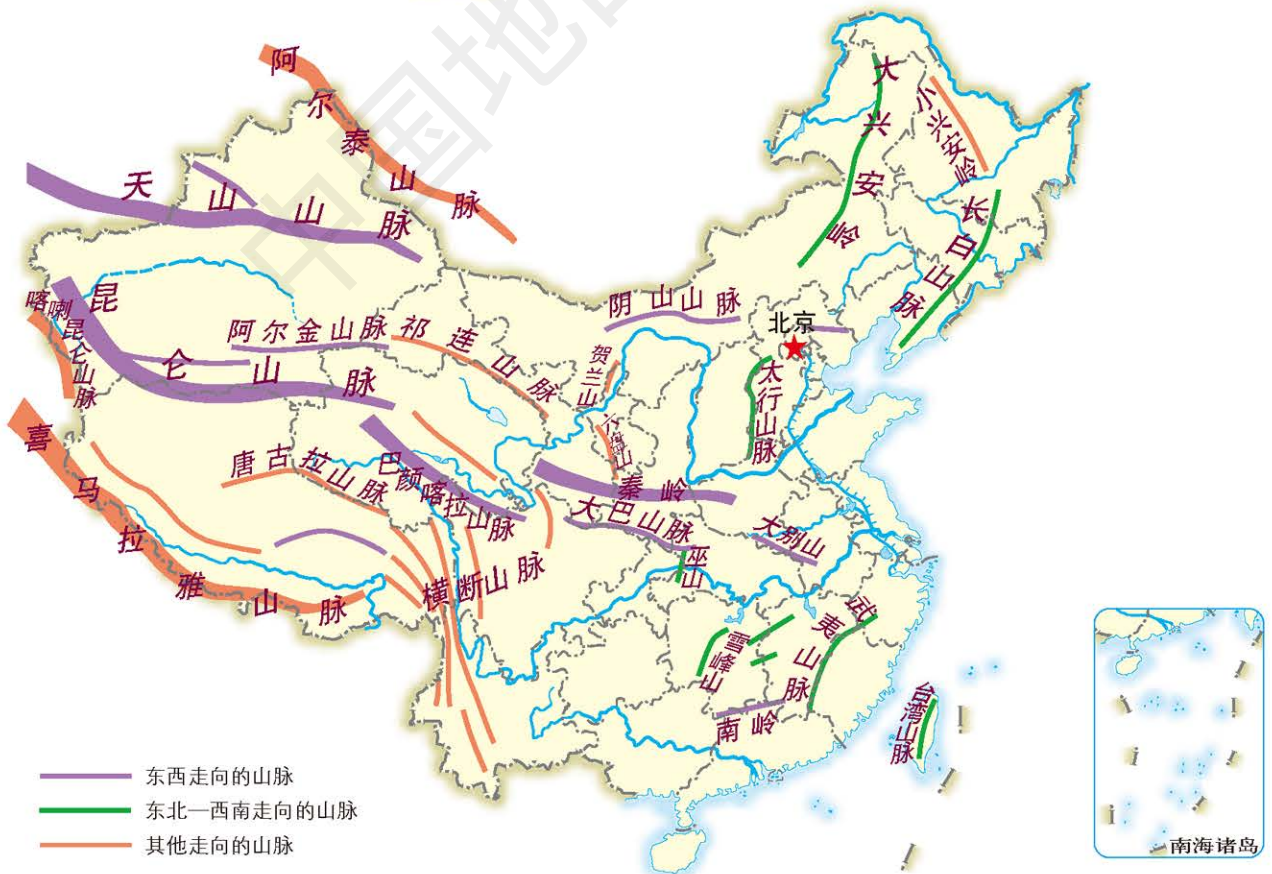 中国地
阿尔泰山脉
天山山脉
大兴安岭
小兴安岭
长白山脉
喀喇昆仑山脉
昆仑山脉
阿尔金山脉
祁连山脉
阴山山脉
北京
贺兰山
六盘山
太行山脉
喜马拉雅山脉
唐古拉山脉
巴颜喀拉山脉
秦岭
大巴山脉
大别山
巫山
横断山脉
雪峰山
武夷山脉
南岭
台湾山脉
东西走向的山脉
东北—西南走向的山脉
其他走向的山脉
南海诸岛